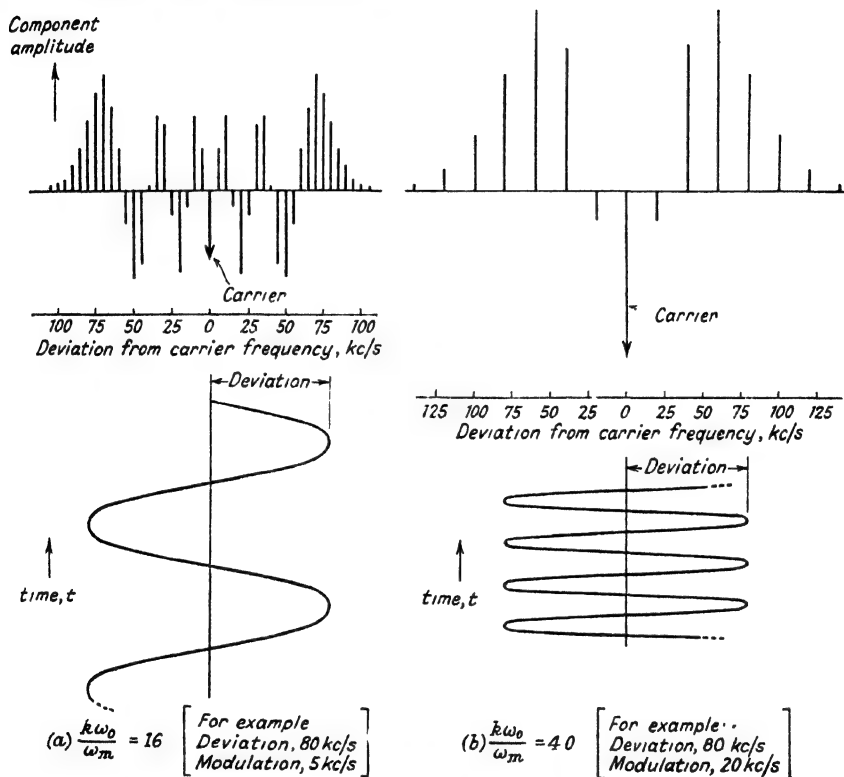 Component
amplitude
Carrier
100 75 50 25 0 25 50 75 100
Deviation from carrier frequency, kc/s
Deviation
time, t
(a) kω₀/ωₘ = 16 [For example
Deviation, 80 kc/s
Modulation, 5 kc/s]
Carrier
125 100 75 50 25 0 25 50 75 100 125
Deviation from carrier frequency, kc/s
Deviation
time, t
(b) kω₀/ωₘ = 4 0 [For example··
Deviation, 80 kc/s
Modulation, 20 kc/s]